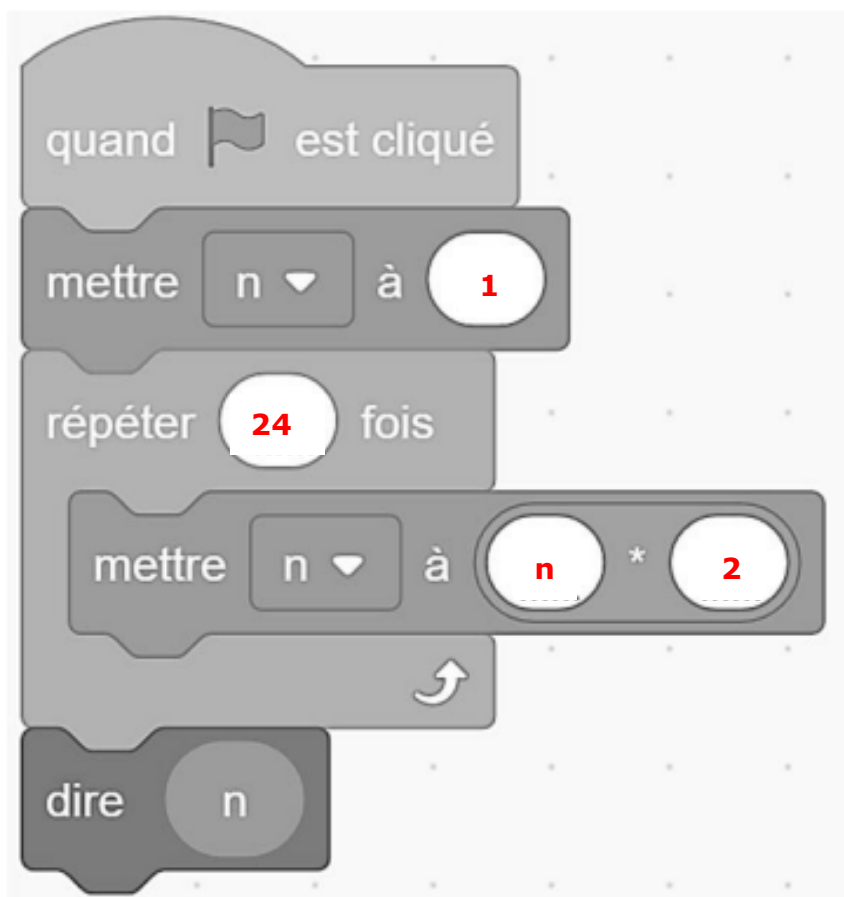 quand est cliqué
mettre n à 1
répéter 24 fois
mettre n à n * 2
dire n